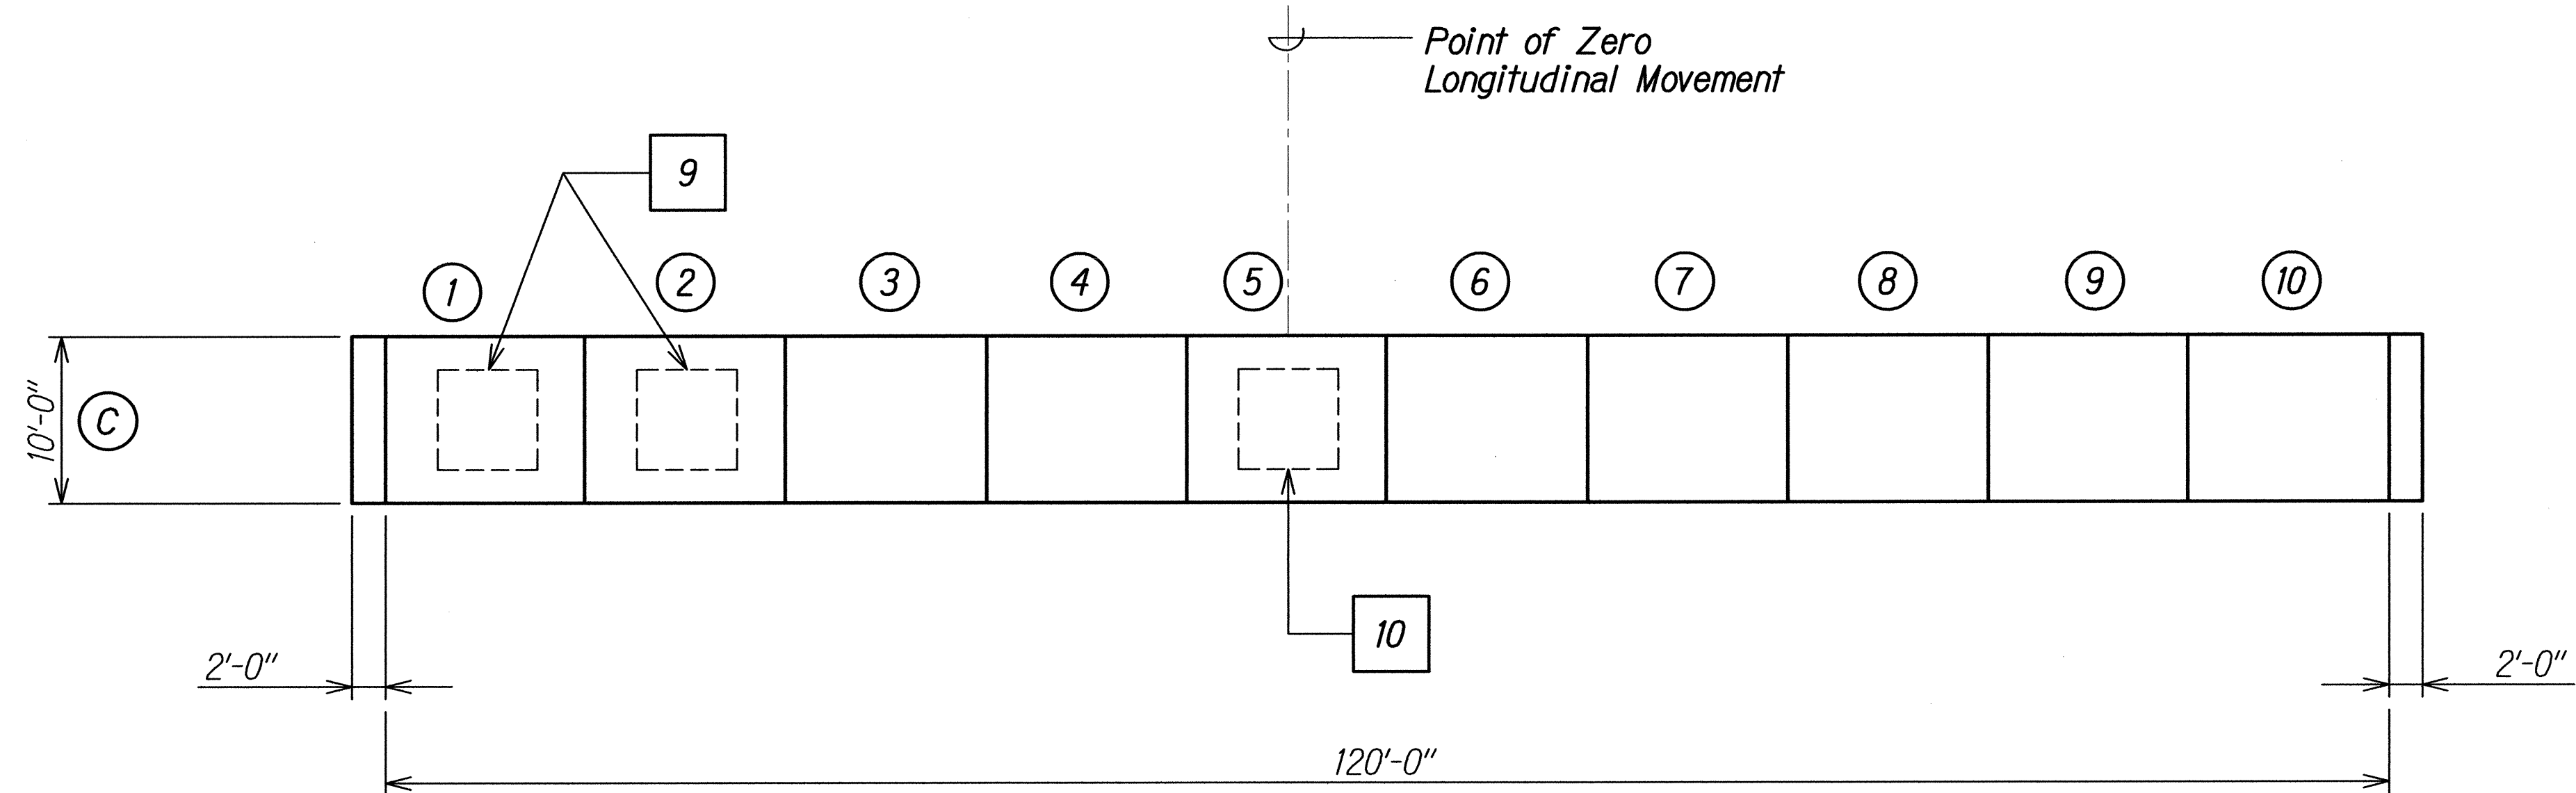 Point of Zero
Longitudinal Movement
9
1 2 3 4 5 6 7 8 9 10
10'-0"
C
10
2'-0"
2'-0"
120'-0"